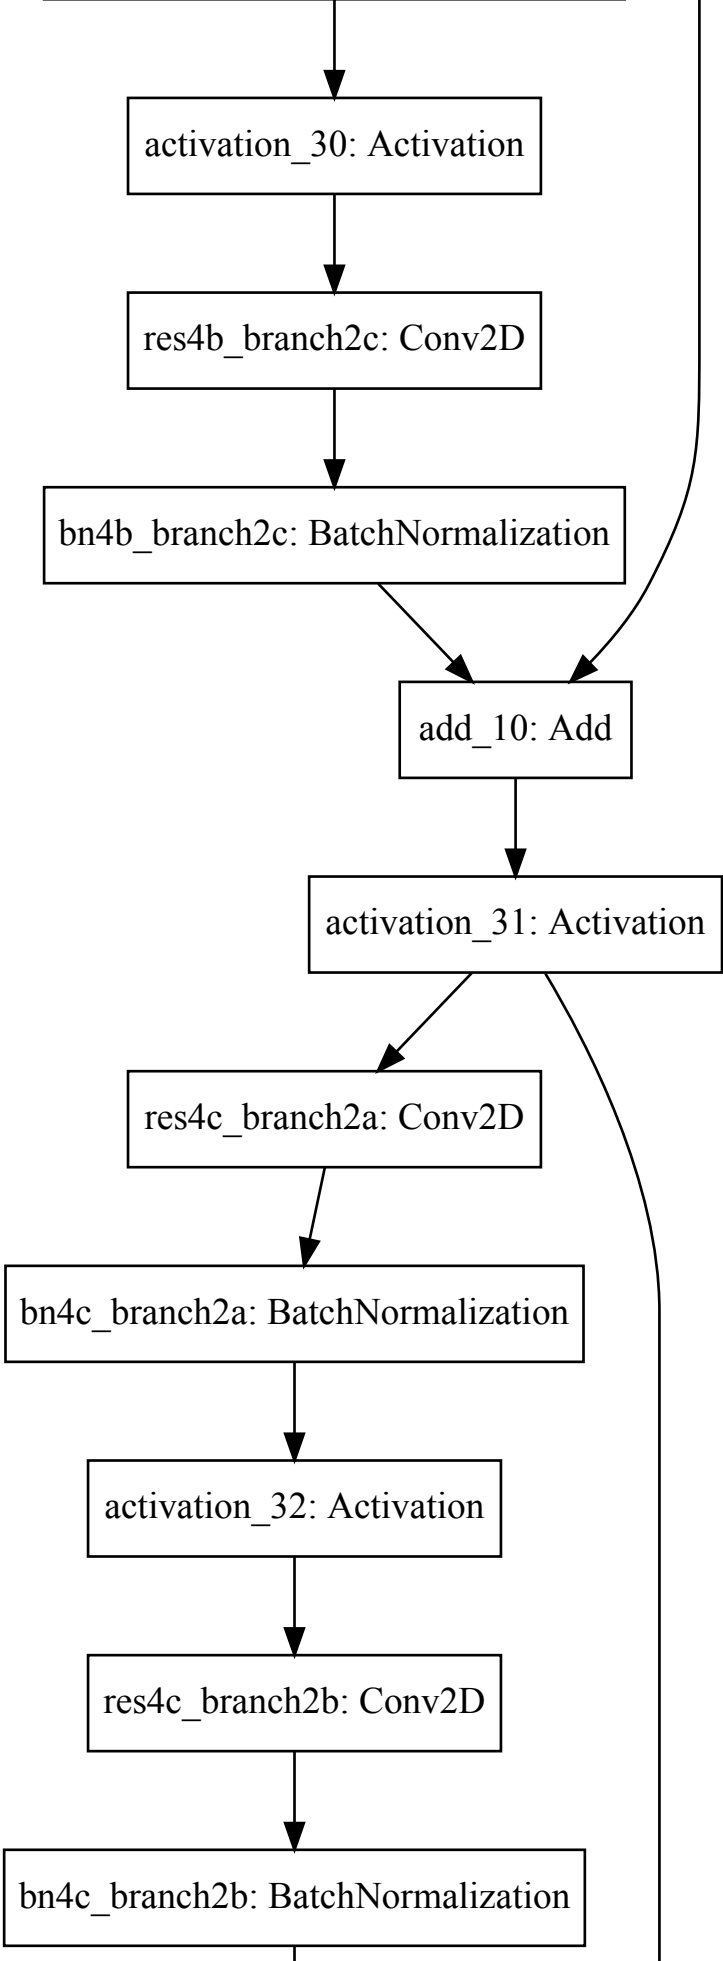 activation_30: Activation
res4b_branch2c: Conv2D
bn4b_branch2c: BatchNormalization
add_10: Add
activation_31: Activation
res4c_branch2a: Conv2D
bn4c_branch2a: BatchNormalization
activation_32: Activation
res4c_branch2b: Conv2D
bn4c_branch2b: BatchNormalization